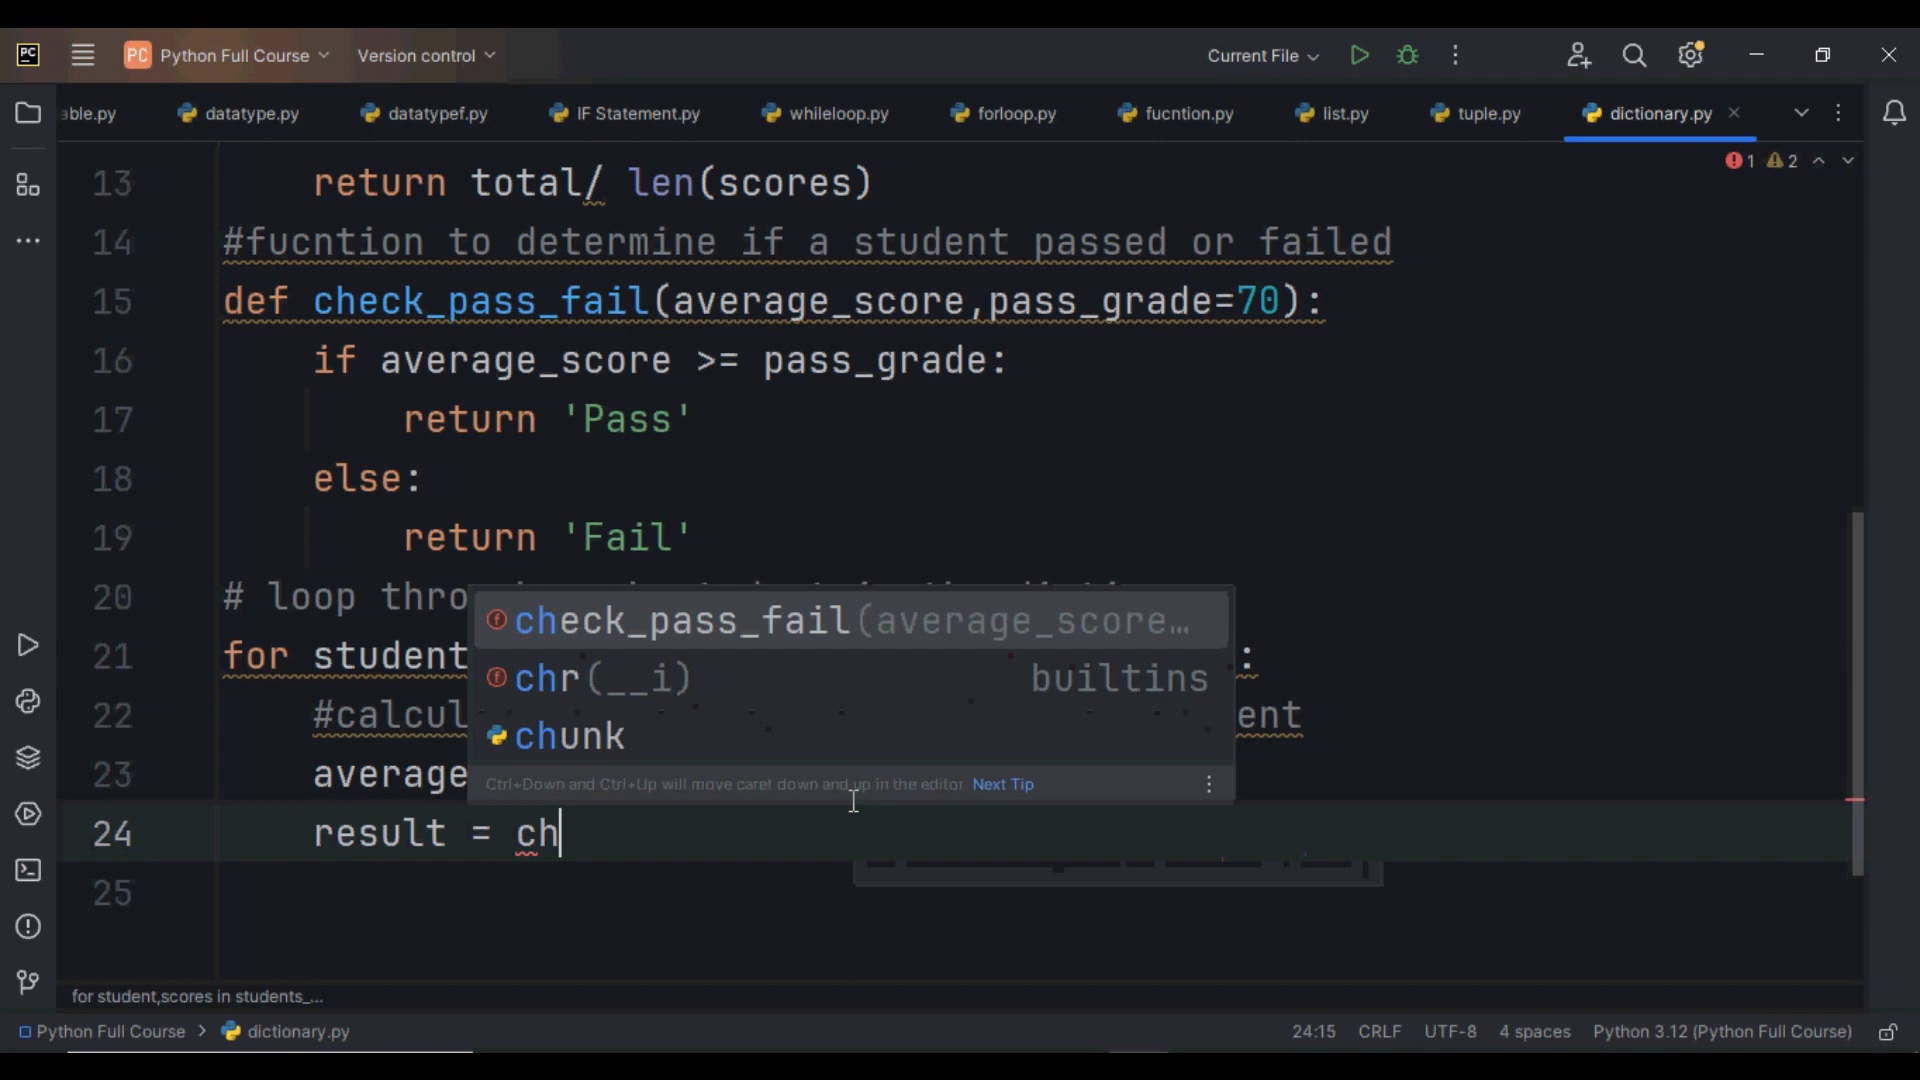 PC
PC Python Full Course Version control Current File
able.py datatype.py datatypef.py IF Statement.py whileloop.py forloop.py fucntion.py list.py tuple.py dictionary.py
1 2
13 return total/ len(scores)
14 #fucntion to determine if a student passed or failed
15 def check_pass_fail(average_score,pass_grade=70):
16 if average_score >= pass_grade:
17 return 'Pass'
18 else:
19 return 'Fail'
20 # loop thro
check_pass_fail(average_score…
21 for student :
chr(__i) builtins
22 #calcul ent
chunk
23 average
Ctrl+Down and Ctrl+Up will move caret down and up in the editor Next Tip
24 result = ch
25
for student,scores in students_...
Python Full Course > dictionary.py 24:15 CRLF UTF-8 4 spaces Python 3.12 (Python Full Course)